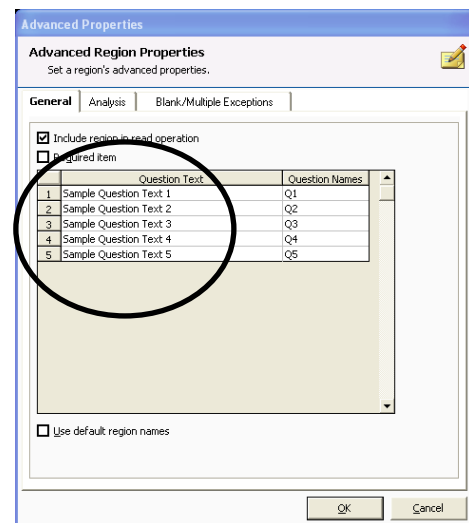 Advanced Properties
Advanced Region Properties
Set a region's advanced properties.
General Analysis Blank/Multiple Exceptions
Include region in read operation
Required item
Question Text Question Names
1 Sample Question Text 1 Q1
2 Sample Question Text 2 Q2
3 Sample Question Text 3 Q3
4 Sample Question Text 4 Q4
5 Sample Question Text 5 Q5
Use default region names
OK Cancel